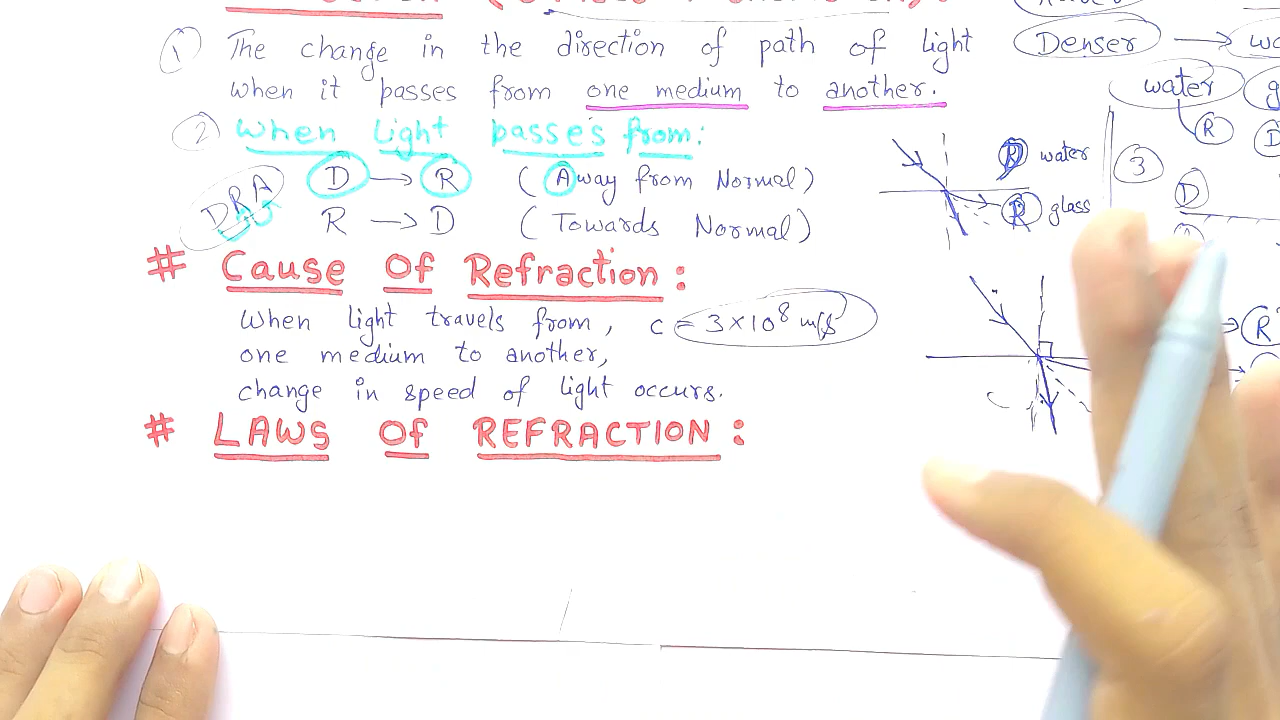 1 The change in the direction of path of light
when it passes from one medium to another.
2 When light passes from:
DRA D → R (Away from Normal)
R → D (Towards Normal)
# Cause Of Refraction:
When light travels from, c = 3×10⁸ m/s
one medium to another,
change in speed of light occurs.
# LAWS Of REFRACTION:
Denser →
water
R
D
water
glass
3
D
R